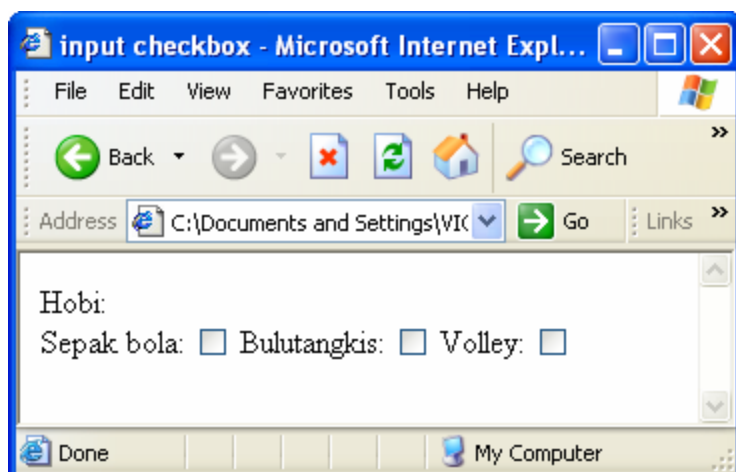 input checkbox - Microsoft Internet Expl...
File Edit View Favorites Tools Help
Back Search »
Address C:\Documents and Settings\VIC Go Links »
Hobi:
Sepak bola: Bulutangkis: Volley:
Done My Computer